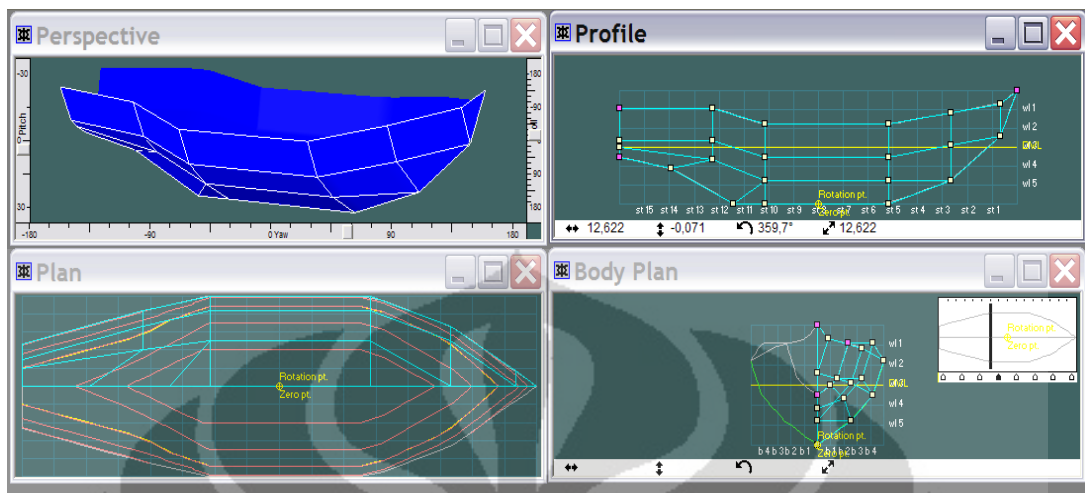 Perspective
-30
-180
-90
Pitch
0
90
30
180
-180
-90
0 Yaw
90
180
Profile
wl 1
wl 2
wl 4
wl 5
Rotation pt.
Zero pt.
st 15 st 14 st 13 st 12 st 11 st 10 st 9 st 8 st 7 st 6 st 5 st 4 st 3 st 2 st 1
12,622 -0,071 359,7° 12,622
Plan
Rotation pt.
Zero pt.
Body Plan
Rotation pt.
Zero pt.
wl 1
wl 2
wl 4
wl 5
Rotation pt.
Zero pt.
b 4 b 3 b 2 b 1 b 1 b 2 b 3 b 4